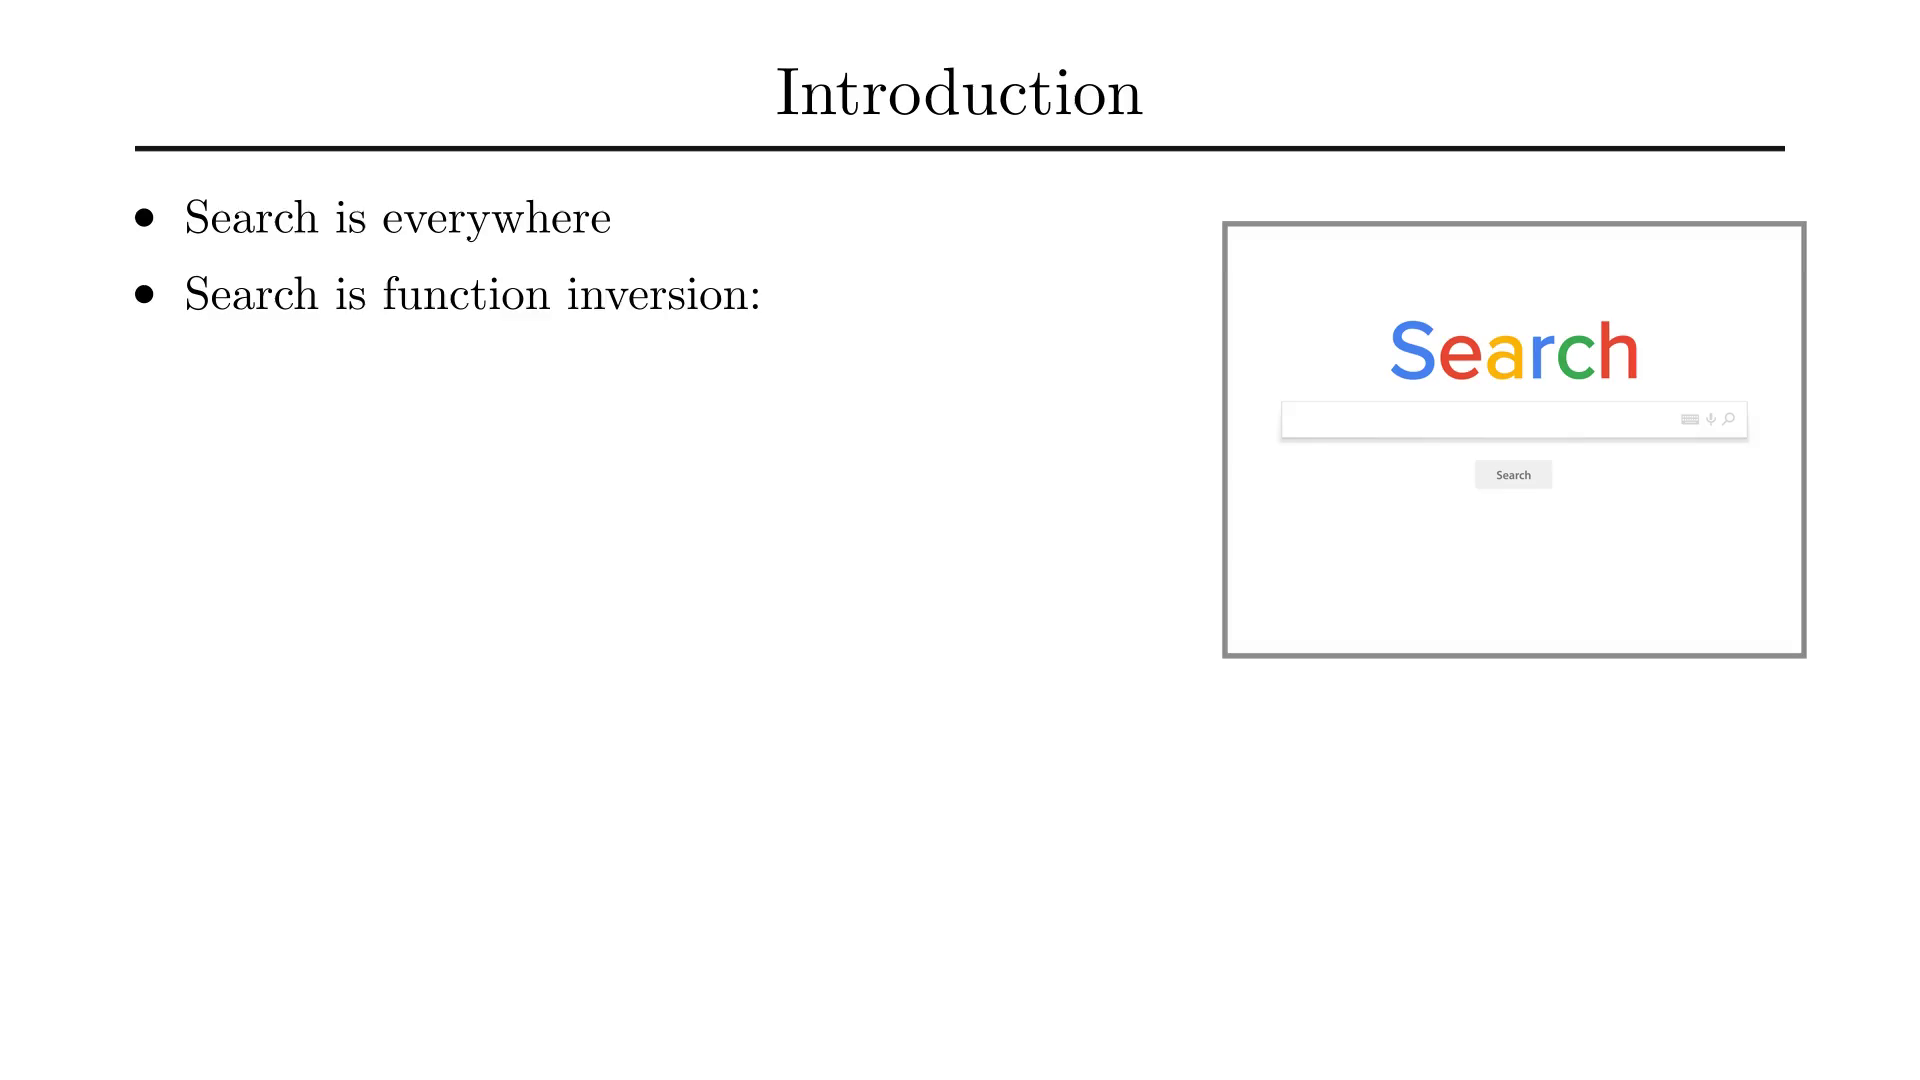 Introduction
• Search is everywhere
• Search is function inversion:
Search
Search